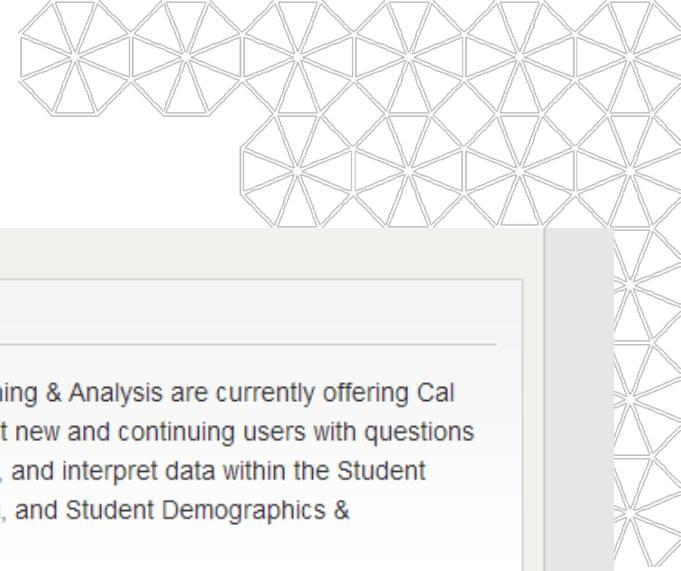 & Analysis are currently offering Cal
new and continuing users with questions
, and interpret data within the Student
, and Student Demographics &